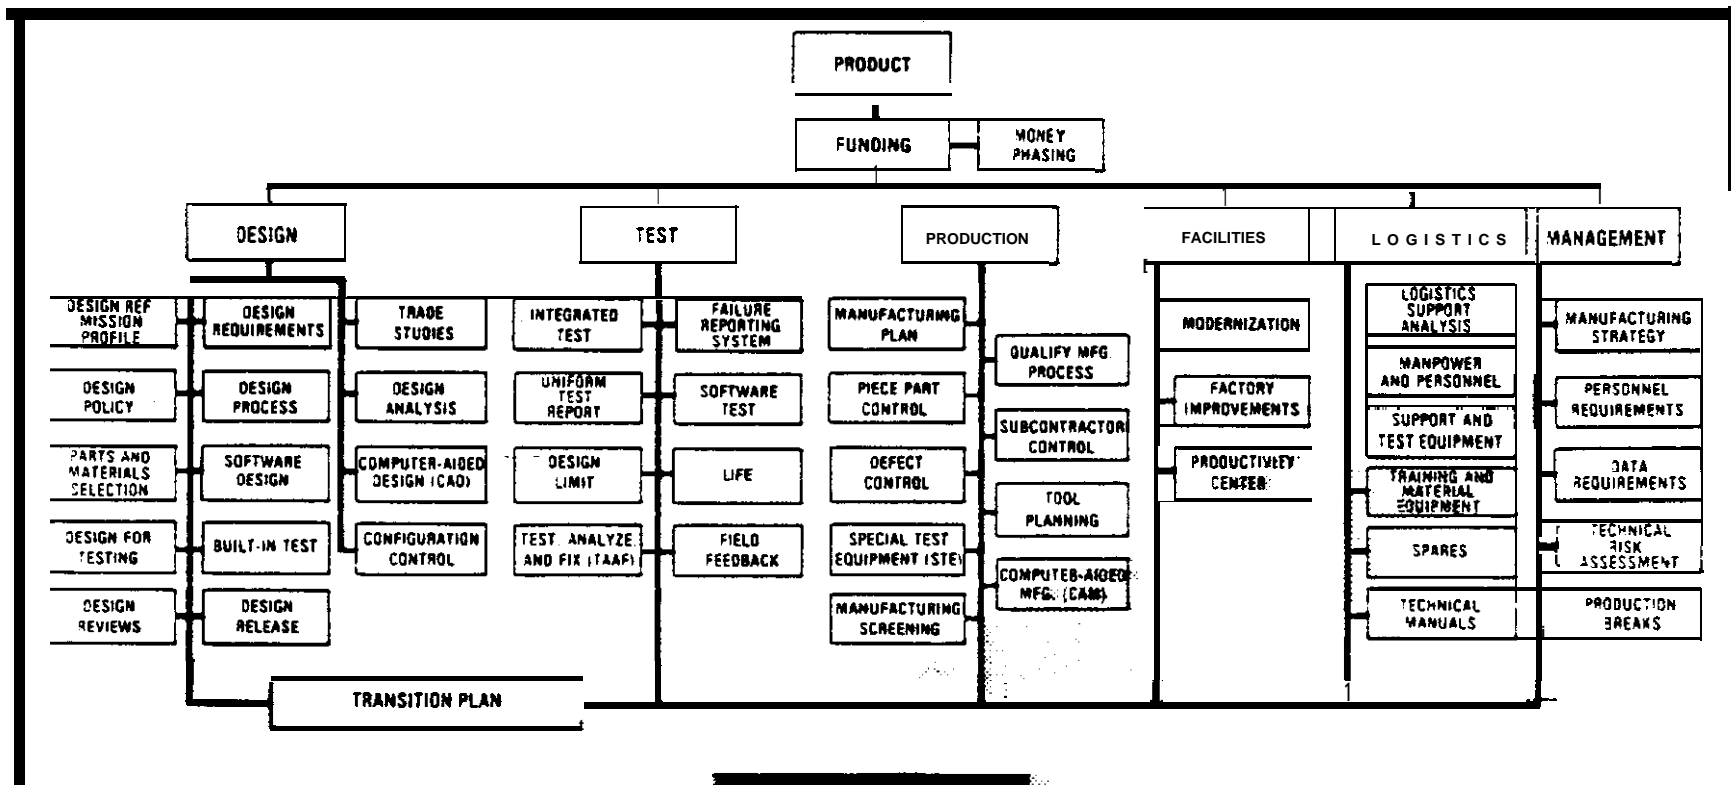 PRODUCT
FUNDING
MONEY
PHASING
DESIGN
TEST
PRODUCTION
FACILITIES
LOGISTICS
MANAGEMENT
DESIGN REF
MISSION
PROFILE
DESIGN
REQUIREMENTS
TRADE
STUDIES
DESIGN
POLICY
DESIGN
PROCESS
DESIGN
ANALYSIS
PARTS AND
MATERIALS
SELECTION
SOFTWARE
DESIGN
COMPUTER-AIDED
DESIGN (CAD)
DESIGN FOR
TESTING
BUILT-IN TEST
CONFIGURATION
CONTROL
DESIGN
REVIEWS
DESIGN
RELEASE
INTEGRATED
TEST
FAILURE
REPORTING
SYSTEM
UNIFORM
TEST
REPORT
SOFTWARE
TEST
DESIGN
LIMIT
LIFE
TEST, ANALYZE
AND FIX (TAAF)
FIELD
FEEDBACK
MANUFACTURING
PLAN
QUALIFY MFG.
PROCESS
PIECE PART
CONTROL
SUBCONTRACTOR
CONTROL
DEFECT
CONTROL
TOOL
PLANNING
SPECIAL TEST
EQUIPMENT (STE)
COMPUTER-AIDED
MFG. (CAM)
MANUFACTURING
SCREENING
MODERNIZATION
FACTORY
IMPROVEMENTS
PRODUCTIVITY
CENTER
LOGISTICS
SUPPORT
ANALYSIS
MANPOWER
AND PERSONNEL
SUPPORT AND
TEST EQUIPMENT
TRAINING AND
MATERIAL
EQUIPMENT
SPARES
TECHNICAL
MANUALS
MANUFACTURING
STRATEGY
PERSONNEL
REQUIREMENTS
DATA
REQUIREMENTS
TECHNICAL
RISK
ASSESSMENT
PRODUCTION
BREAKS
TRANSITION PLAN